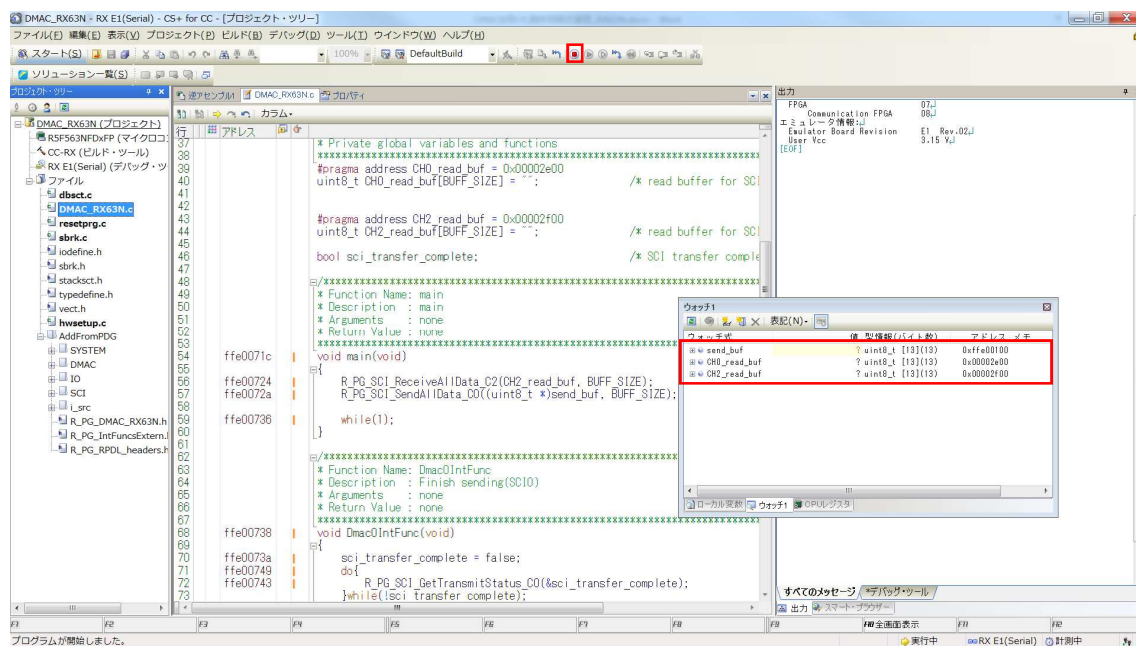 DMAC_RX63N - RX E1(Serial) - CS+ for CC - [プロジェクト・ツリー]
ファイル(F) 編集(E) 表示(V) プロジェクト(P) ビルド(B) デバッグ(D) ツール(T) ウインドウ(W) ヘルプ(H)
スタート(S) 100% DefaultBuild
ソリューション一覧(S)
プロジェクト・ツリー
DMAC_RX63N (プロジェクト)
R5F563NFDxFP (マイクロコ
CC-RX (ビルド・ツール)
RX E1(Serial) (デバッグ・ツ
ファイル
dbsct.c
DMAC_RX63N.c
resetprg.c
sbrk.c
iodefine.h
sbrk.h
stacksct.h
typedefine.h
vect.h
hwsetup.c
AddFromPDG
SYSTEM
DMAC
IO
SCI
i_src
R_PG_DMAC_RX63N.h
R_PG_IntFuncsExtern.
R_PG_RPDL_headers.h
逆アセンブル1 DMAC_RX63N.c プロパティ
カラム
行 アドレス
37 * Private global variables and functions
38 ******************************************************************
39 #pragma address CH0_read_buf = 0x00002e00
40 uint8_t CH0_read_buf[BUFF_SIZE] = ""; /* read buffer for SCI
41
42
43 #pragma address CH2_read_buf = 0x00002f00
44 uint8_t CH2_read_buf[BUFF_SIZE] = ""; /* read buffer for SCI
45
46 bool sci_transfer_complete; /* SCI transfer comple
47
48 /*****************************************************************
49 * Function Name: main
50 * Description : main
51 * Arguments : none
52 * Return Value : none
53 ******************************************************************
54 ffe0071c void main(void)
55 {
56 ffe00724 R_PG_SCI_ReceiveAllData_C2(CH2_read_buf, BUFF_SIZE);
57 ffe0072a R_PG_SCI_SendAllData_C0((uint8_t *)send_buf, BUFF_SIZE);
58
59 ffe00736 while(1);
60 }
61
62 /*****************************************************************
63 * Function Name: Dmac0IntFunc
64 * Description : Finish sending(SCI0)
65 * Arguments : none
66 * Return Value : none
67 ******************************************************************
68 ffe00738 void Dmac0IntFunc(void)
69 {
70 ffe0073a sci_transfer_complete = false;
71 ffe00749 do{
72 ffe00743 R_PG_SCI_GetTransmitStatus_C0(&sci_transfer_complete);
73 }while(!sci_transfer_complete);
出力
FPGA 07
Communication FPGA 08
エミュレータ情報:
Emulator Board Revision E1 Rev.02
User Vcc 3.15 V
[EOF]
ウォッチ1
表記(N)
ウォッチ式 値 型情報(バイト数) アドレス メモ
send_buf ? uint8_t [13](13) 0xffe00100
CH0_read_buf ? uint8_t [13](13) 0x00002e00
CH2_read_buf ? uint8_t [13](13) 0x00002f00
ローカル変数 ウォッチ1 CPUレジスタ
すべてのメッセージ *デバッグ・ツール
出力 スマート・ブラウザー
F1 F2 F3 F4 F5 F6 F7 F8 F9 F10 全画面表示 F11 F12
プログラムが開始しました。 実行中 RX E1(Serial) 計測中